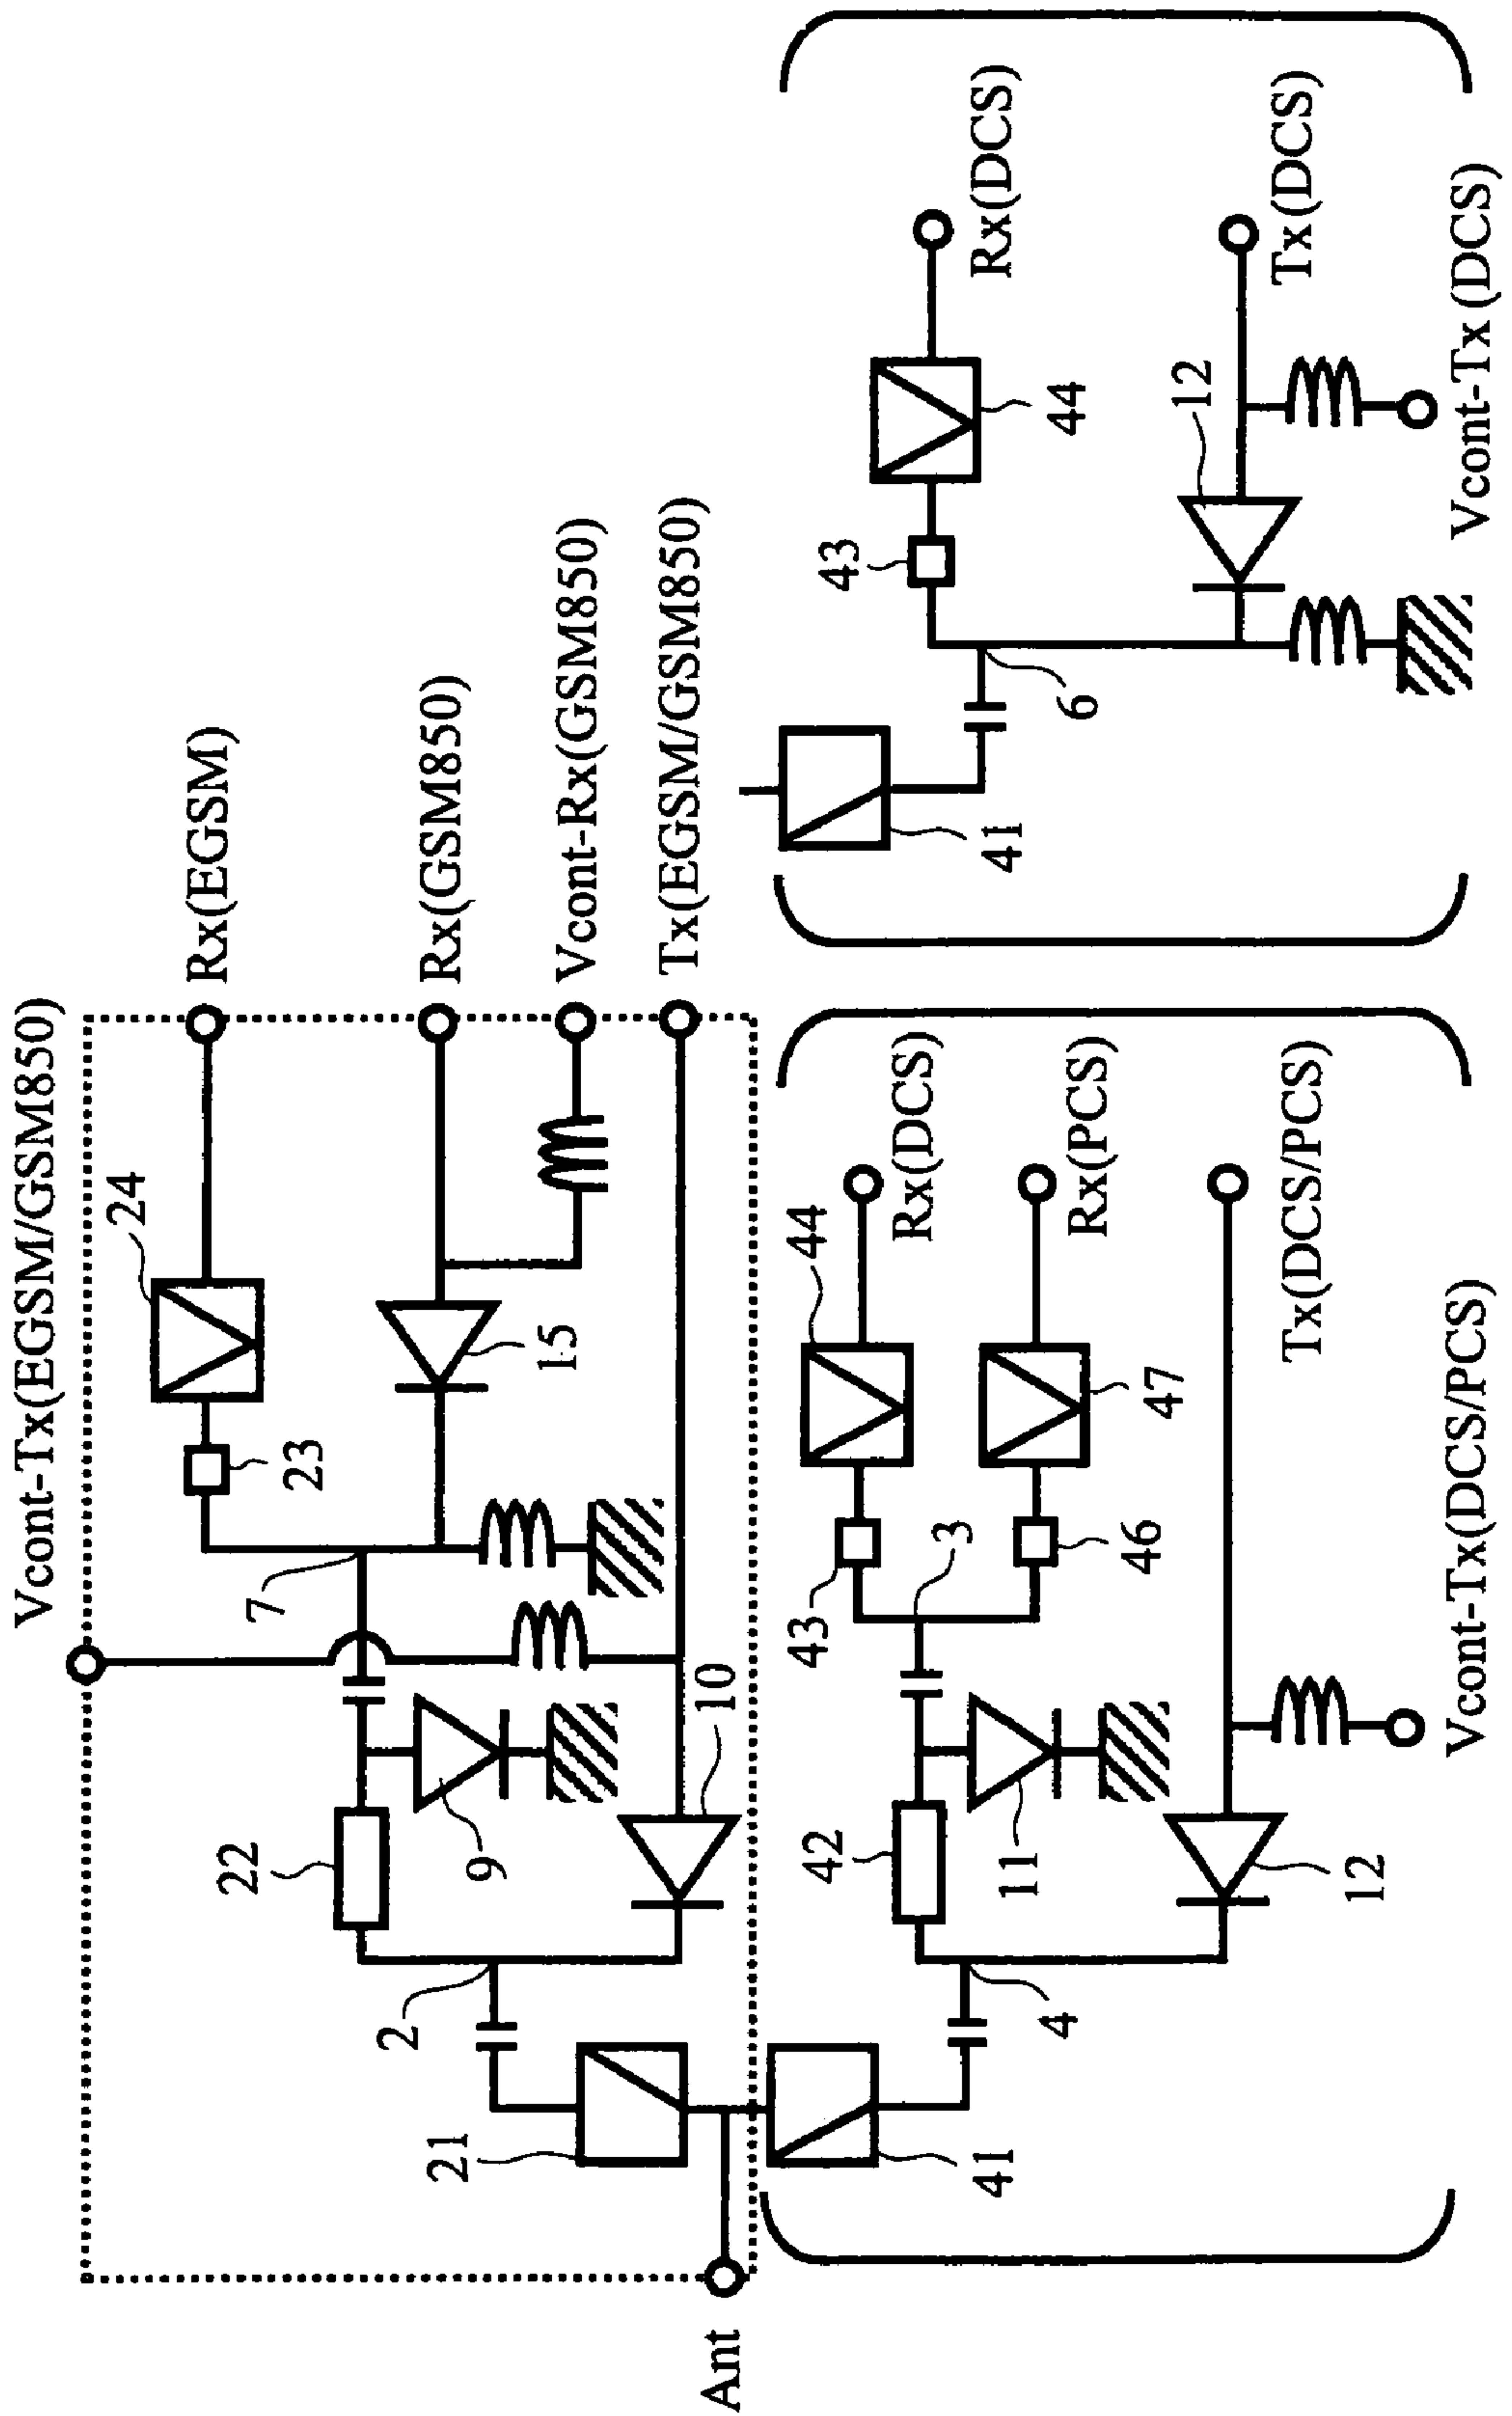 Vcont-Tx(EGSM/GSM850)
24
Rx(EGSM)
23
7
Rx(GSM850)
15
Vcont-Rx(GSM850)
22
9
10
Tx(EGSM/GSM850)
2
21
Ant
41
4
42
11
12
43
3
44
Rx(DCS)
46
47
Rx(PCS)
Tx(DCS/PCS)
Vcont-Tx(DCS/PCS)
41
6
43
44
Rx(DCS)
12
Tx(DCS)
Vcont-Tx(DCS)